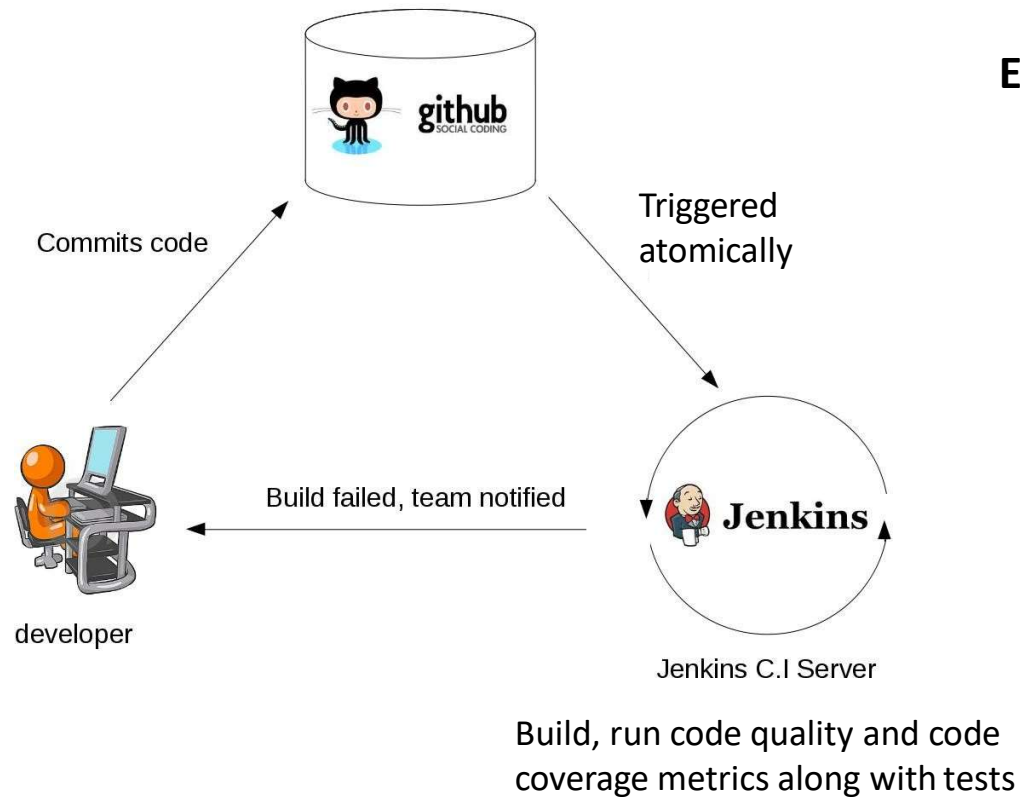 E
github
SOCIAL CODING
Triggered
atomically
Commits code
Build failed, team notified
Jenkins
developer
Jenkins C.I Server
Build, run code quality and code
coverage metrics along with tests